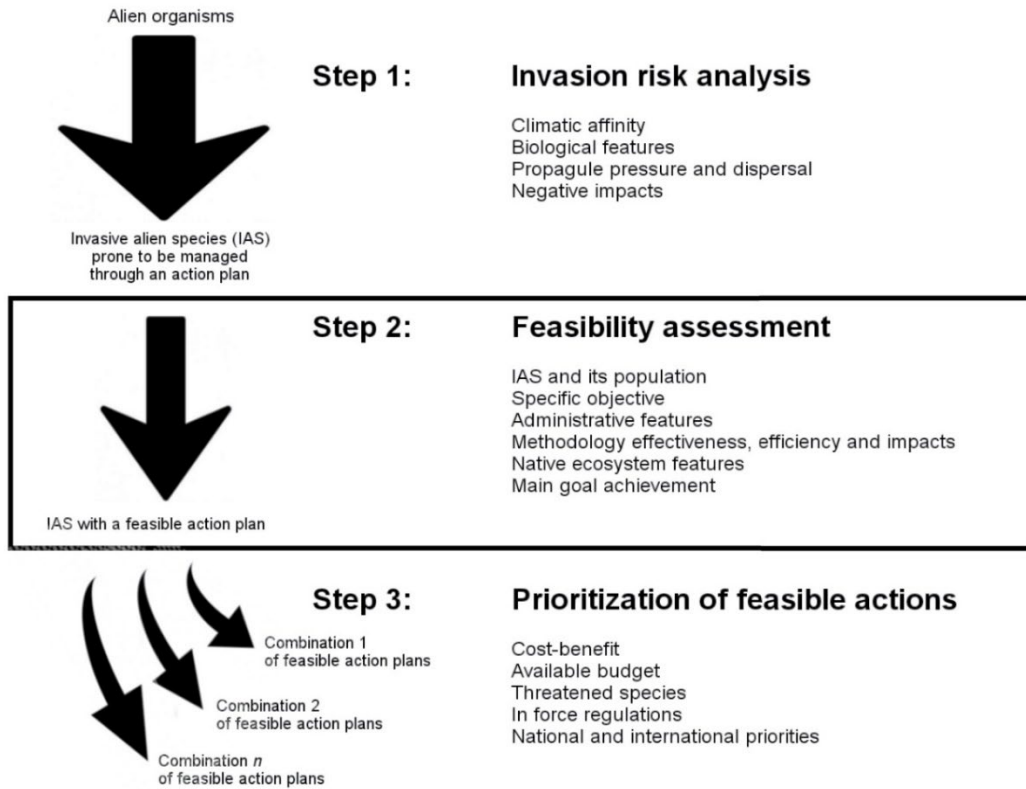 Alien organisms
Step 1:
Invasion risk analysis
Climatic affinity
Biological features
Propagule pressure and dispersal
Negative impacts
Invasive alien species (IAS)
prone to be managed
through an action plan
Step 2:
Feasibility assessment
IAS and its population
Specific objective
Administrative features
Methodology effectiveness, efficiency and impacts
Native ecosystem features
Main goal achievement
IAS with a feasible action plan
Step 3:
Prioritization of feasible actions
Cost-benefit
Available budget
Threatened species
In force regulations
National and international priorities
Combination 1
of feasible action plans
Combination 2
of feasible action plans
Combination n
of feasible action plans